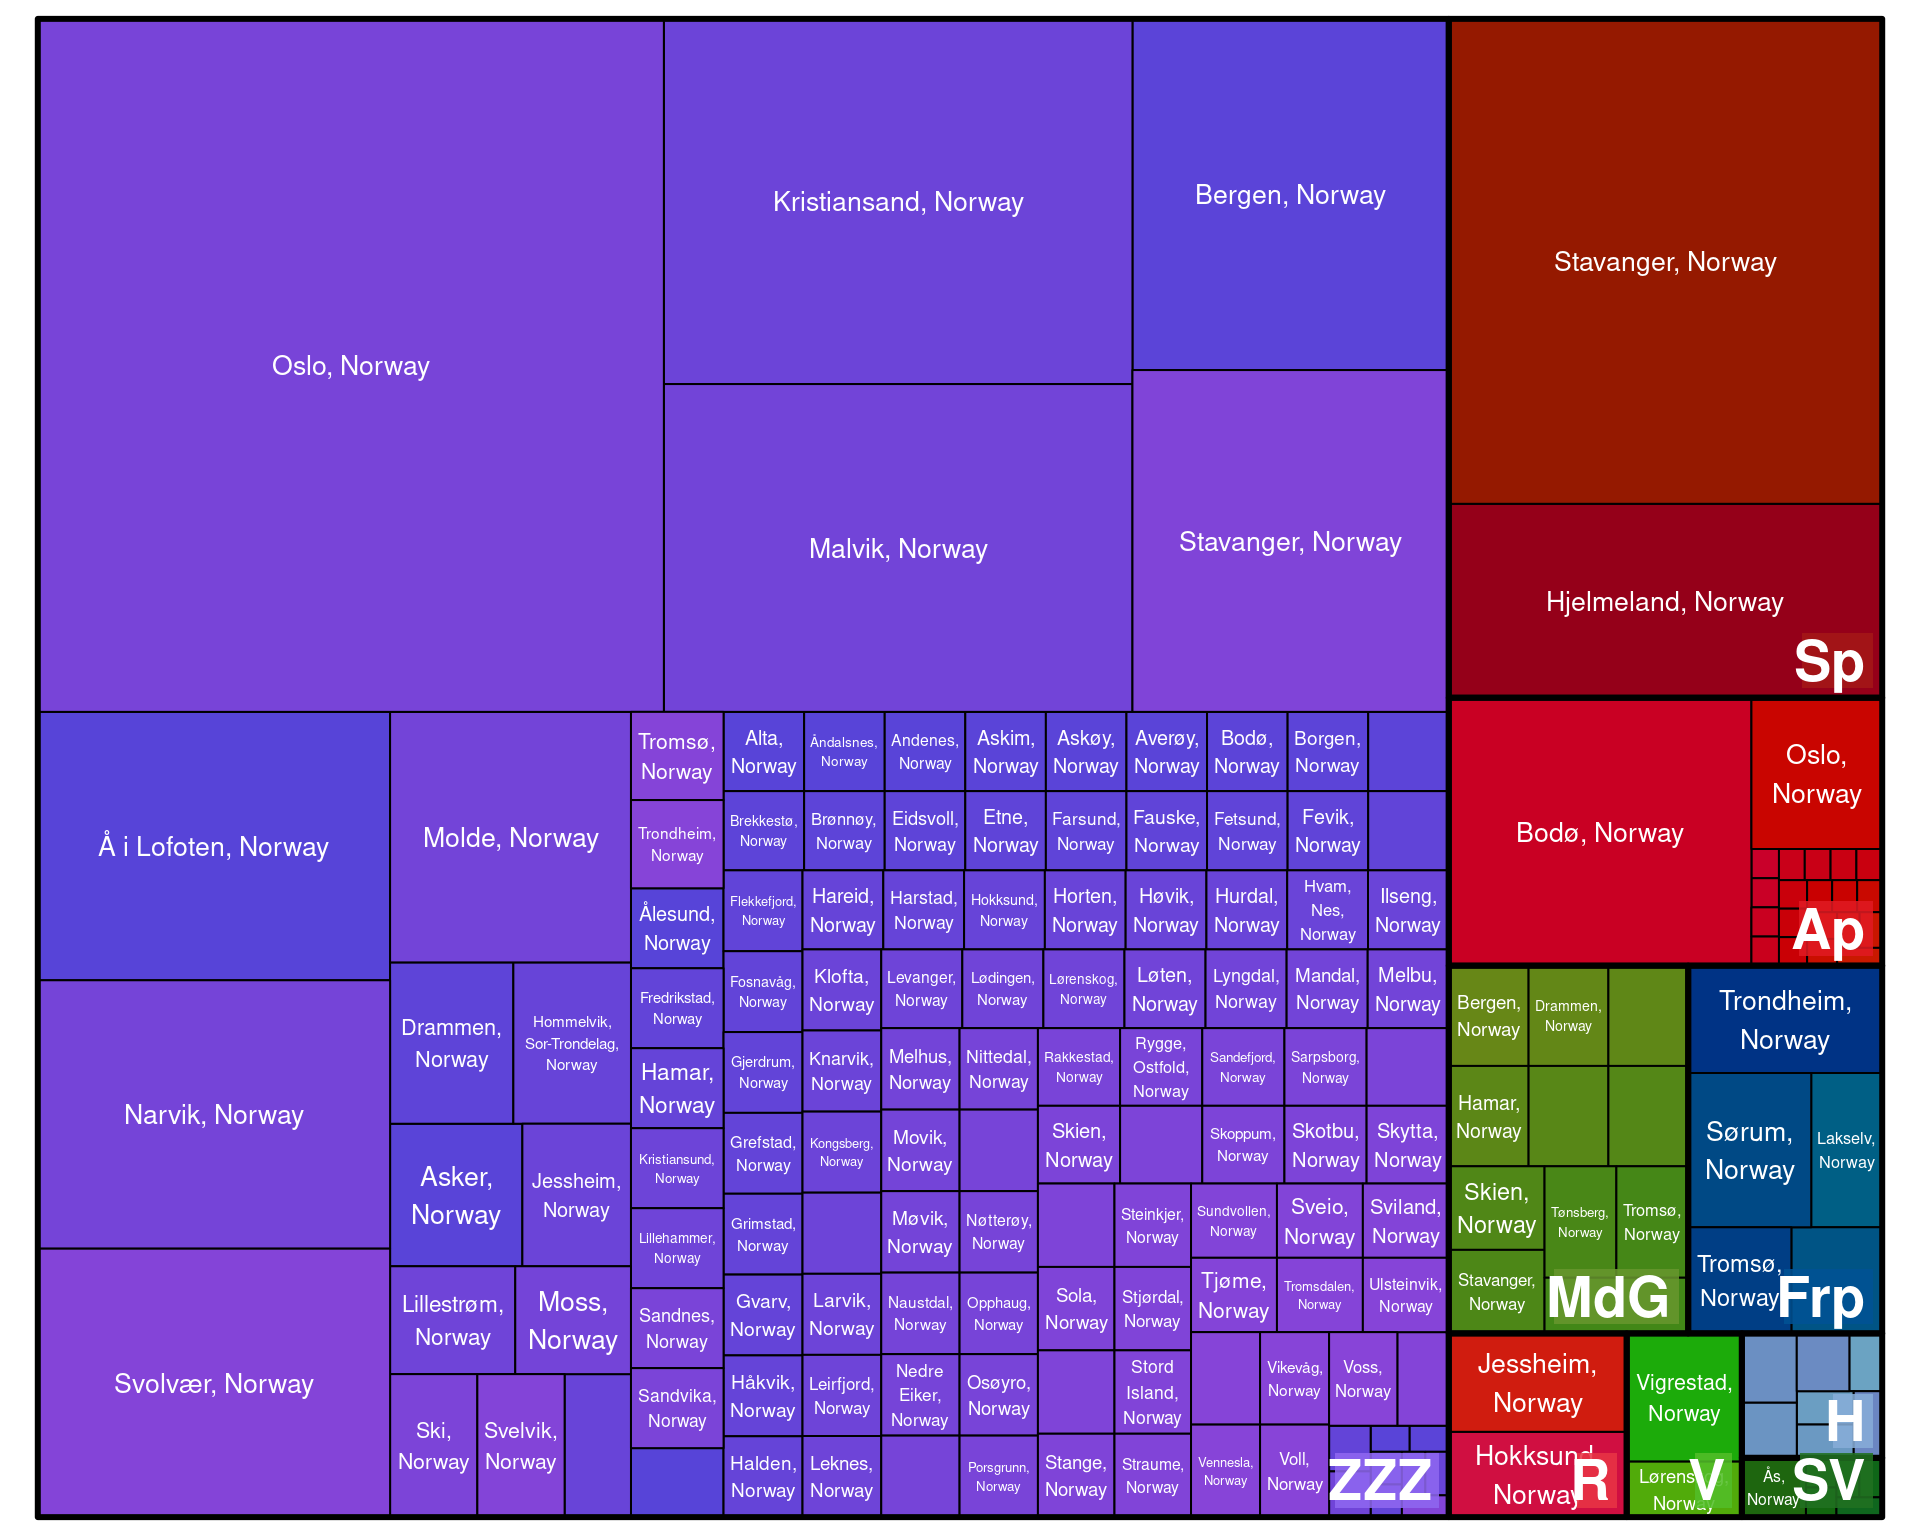 Oslo, Norway
Kristiansand, Norway
Bergen, Norway
Malvik, Norway
Stavanger, Norway
Å i Lofoten, Norway
Narvik, Norway
Svolvær, Norway
Molde, Norway
Drammen,
Norway
Hommelvik,
Sor-Trondelag,
Norway
Asker,
Norway
Jessheim,
Norway
Lillestrøm,
Norway
Moss,
Norway
Ski,
Norway
Svelvik,
Norway
Tromsø,
Norway
Trondheim,
Norway
Ålesund,
Norway
Fredrikstad,
Norway
Hamar,
Norway
Kristiansund,
Norway
Lillehammer,
Norway
Sandnes,
Norway
Sandvika,
Norway
Alta,
Norway
Åndalsnes,
Norway
Andenes,
Norway
Askim,
Norway
Askøy,
Norway
Averøy,
Norway
Bodø,
Norway
Borgen,
Norway
Brekkestø,
Norway
Brønnøy,
Norway
Eidsvoll,
Norway
Etne,
Norway
Farsund,
Norway
Fauske,
Norway
Fetsund,
Norway
Fevik,
Norway
Flekkefjord,
Norway
Hareid,
Norway
Harstad,
Norway
Hokksund,
Norway
Horten,
Norway
Høvik,
Norway
Hurdal,
Norway
Hvam,
Nes,
Norway
Ilseng,
Norway
Fosnavåg,
Norway
Klofta,
Norway
Levanger,
Norway
Lødingen,
Norway
Lørenskog,
Norway
Løten,
Norway
Lyngdal,
Norway
Mandal,
Norway
Melbu,
Norway
Gjerdrum,
Norway
Knarvik,
Norway
Melhus,
Norway
Nittedal,
Norway
Rakkestad,
Norway
Rygge,
Ostfold,
Norway
Sandefjord,
Norway
Sarpsborg,
Norway
Grefstad,
Norway
Kongsberg,
Norway
Movik,
Norway
Skien,
Norway
Skoppum,
Norway
Skotbu,
Norway
Skytta,
Norway
Grimstad,
Norway
Møvik,
Norway
Nøtterøy,
Norway
Steinkjer,
Norway
Sundvollen,
Norway
Sveio,
Norway
Sviland,
Norway
Gvarv,
Norway
Larvik,
Norway
Naustdal,
Norway
Opphaug,
Norway
Sola,
Norway
Stjørdal,
Norway
Tjøme,
Norway
Tromsdalen,
Norway
Ulsteinvik,
Norway
Håkvik,
Norway
Leirfjord,
Norway
Nedre
Eiker,
Norway
Osøyro,
Norway
Stord
Island,
Norway
Vikevåg,
Norway
Voss,
Norway
Halden,
Norway
Leknes,
Norway
Porsgrunn,
Norway
Stange,
Norway
Straume,
Norway
Vennesla,
Norway
Voll,
Norway
ZZZ
Stavanger, Norway
Hjelmeland, Norway
Sp
Bodø, Norway
Oslo,
Norway
Ap
Bergen,
Norway
Drammen,
Norway
Hamar,
Norway
Skien,
Norway
Tønsberg,
Norway
Tromsø,
Norway
Stavanger,
Norway
MdG
Trondheim,
Norway
Sørum,
Norway
Lakselv,
Norway
Tromsø,
Norway
Frp
Jessheim,
Norway
Hokksund,
Norway
R
Vigrestad,
Norway
Norway
V
H
Ås,
Norway
SV